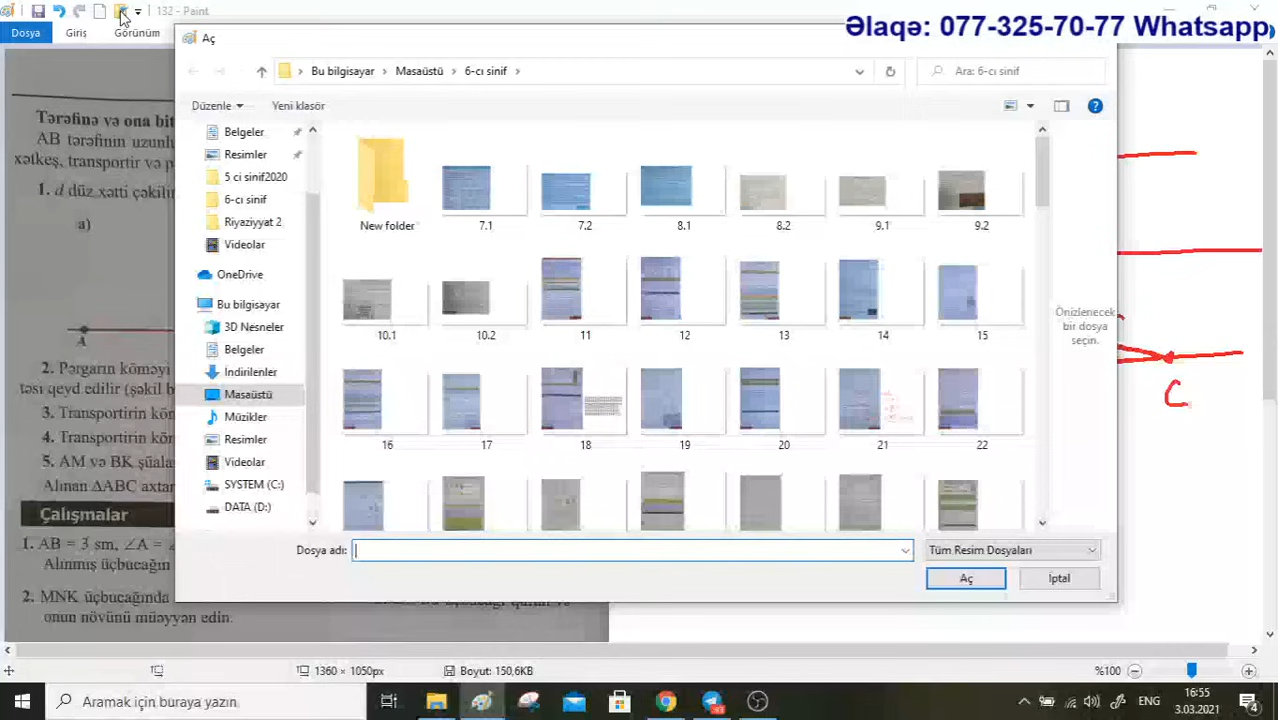 132 - Paint
Əlaqə: 077-325-70-77 Whatsapp
Dosya Giriş Görünüm
Aç
Bu bilgisayar Masaüstü 6-cı sinif
Ara: 6-cı sinif
Düzenle Yeni klasör
Belgeler
Resimler
5 ci sinif2020
6-cı sinif
Riyaziyyat 2
Videolar
OneDrive
Bu bilgisayar
3D Nesneler
Belgeler
İndirilenler
Masaüstü
Müzikler
Resimler
Videolar
SYSTEM (C:)
DATA (D:)
New folder 7.1 7.2 8.1 8.2 9.1 9.2
10.1 10.2 11 12 13 14 15
16 17 18 19 20 21 22
Önizlenecek
bir dosya
seçin.
Dosya adı:
Tüm Resim Dosyaları
Aç İptal
Tərəfinə və ona bit
AB tərəfinin uzunlu
xətkeş, transportir və p
1. d düz xətti çəkilin
a)
A
2. Pərgarın köməyi
təsi qeyd edilir (şəkil b
3. Transportirin kör
4. Transportirin kör
5. AM və BK şüalar
Alınan ΔABC axtar
Çalışmalar
1. AB = 3 sm, ∠A =
Alınmış üçbucağın
2. MNK üçbucağında
onun növünü müəyyən edin.
C
1360 × 1050px Boyut: 150,6KB %100
Aramak için buraya yazın.
ENG
16:55
3.03.2021
4